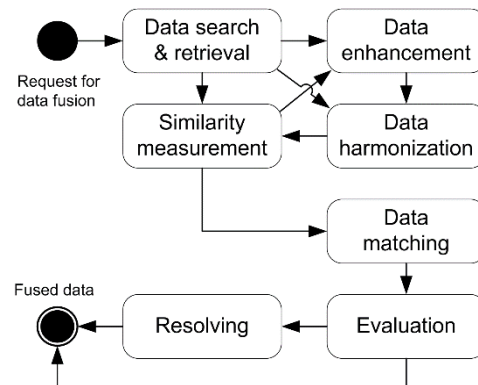 Data search
& retrieval
Data
enhancement
Request for
data fusion
Similarity
measurement
Data
harmonization
Data
matching
Fused data
Resolving
Evaluation